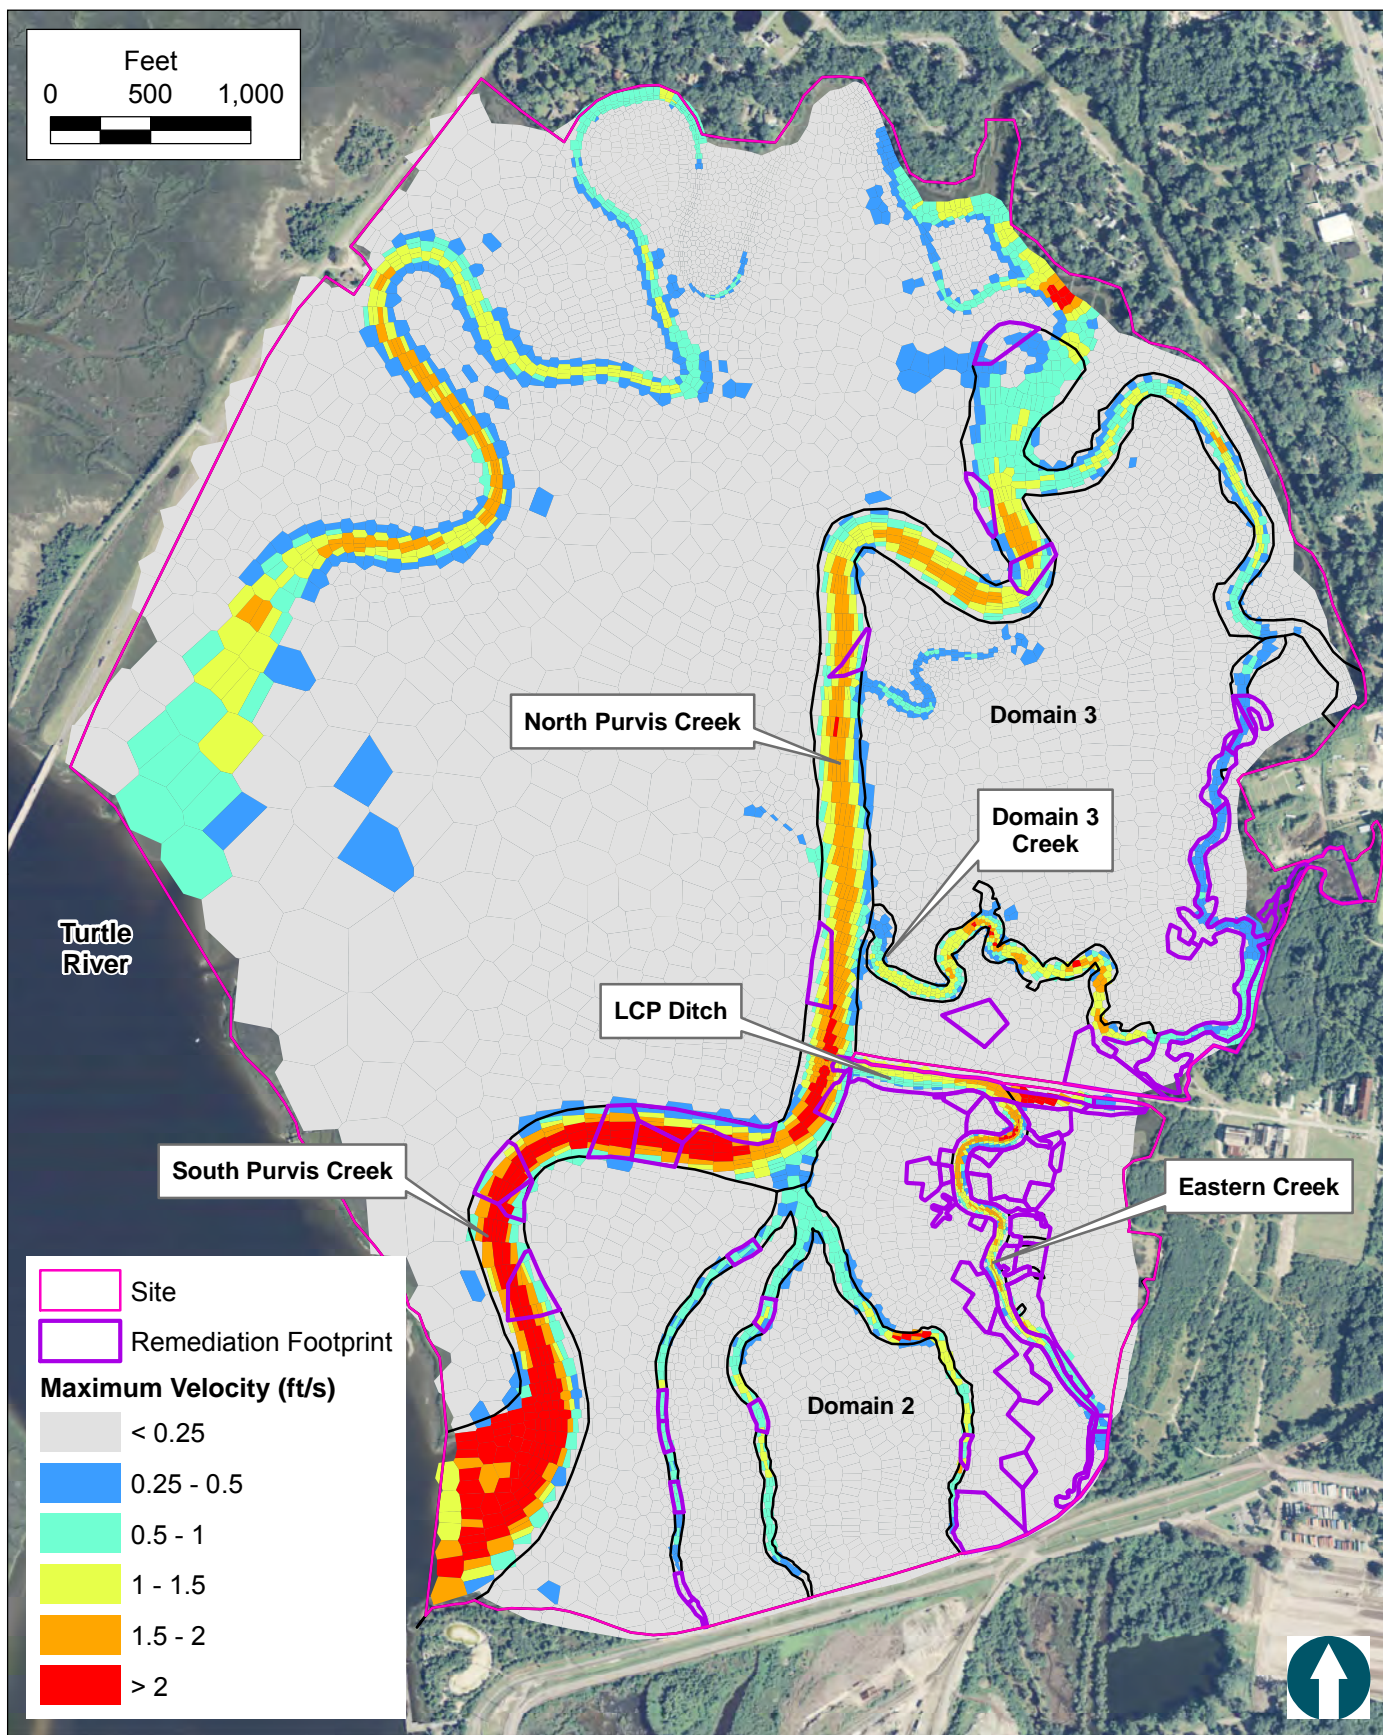 Feet
0 500 1,000
North Purvis Creek
Domain 3
Domain 3
Creek
Turtle
River
LCP Ditch
South Purvis Creek
Eastern Creek
Domain 2
Site
Remediation Footprint
Maximum Velocity (ft/s)
< 0.25
0.25 - 0.5
0.5 - 1
1 - 1.5
1.5 - 2
> 2